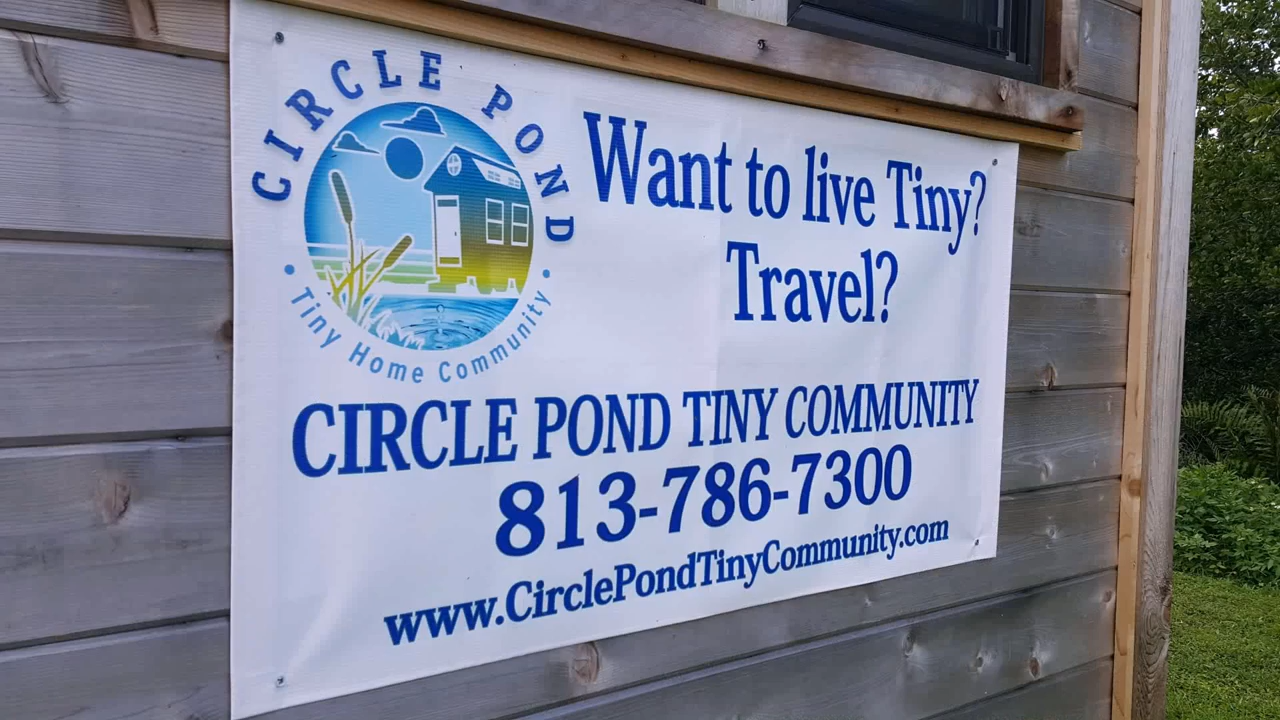 CIRCLE POND
• Tiny Home Community •
Want to live Tiny?
Travel?
CIRCLE POND TINY COMMUNITY
813-786-7300
www.CirclePondTinyCommunity.com